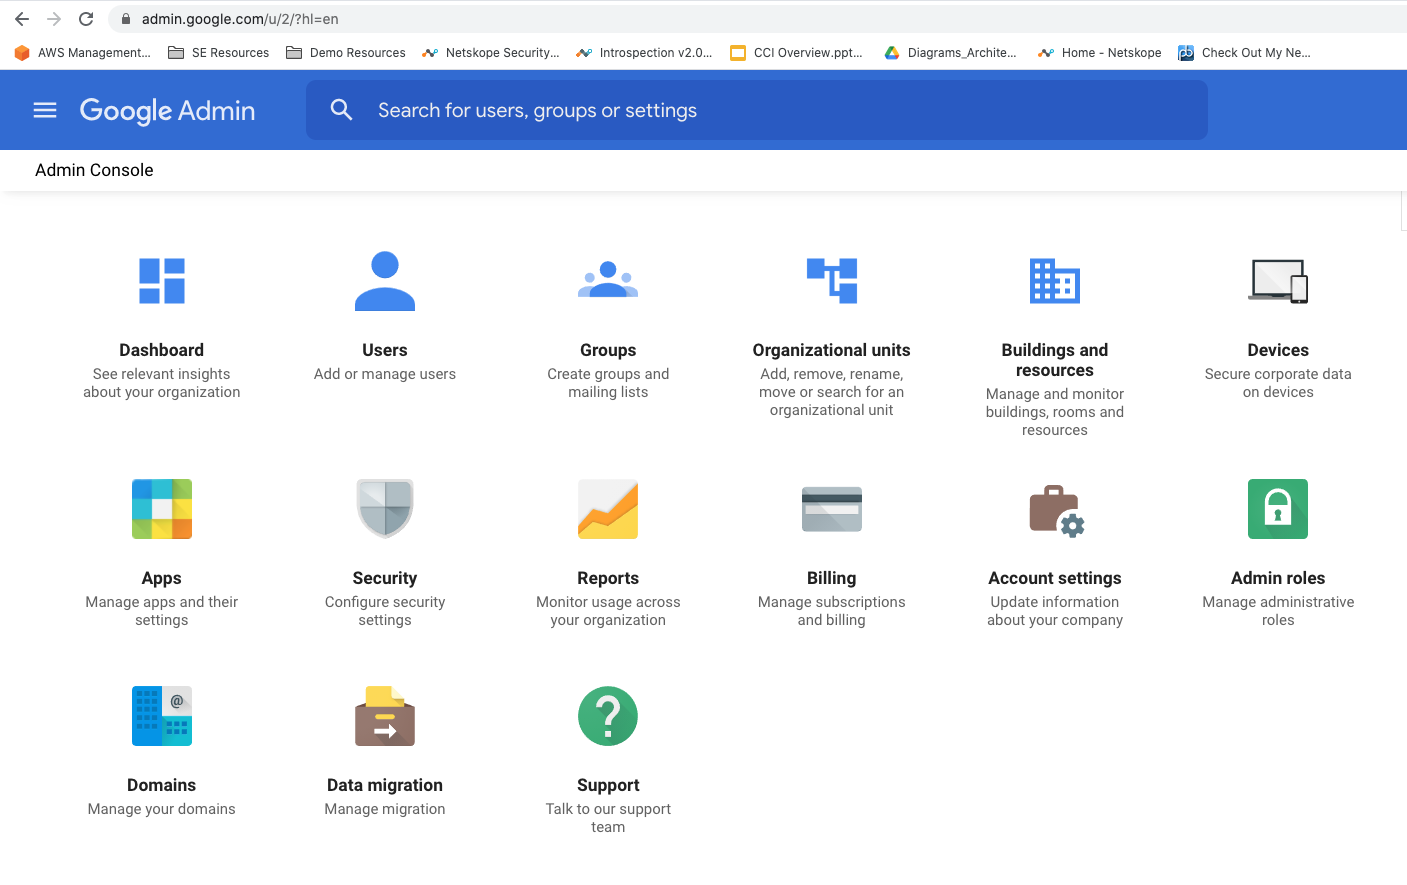 admin.google.com/u/2/?hl=en
AWS Management... SE Resources Demo Resources Netskope Security... Introspection v2.0... CCI Overview.ppt... Diagrams_Archite... Home - Netskope Check Out My Ne...
Google Admin Search for users, groups or settings
Admin Console
Dashboard
See relevant insights
about your organization
Users
Add or manage users
Groups
Create groups and
mailing lists
Organizational units
Add, remove, rename,
move or search for an
organizational unit
Buildings and
resources
Manage and monitor
buildings, rooms and
resources
Devices
Secure corporate data
on devices
Apps
Manage apps and their
settings
Security
Configure security
settings
Reports
Monitor usage across
your organization
Billing
Manage subscriptions
and billing
Account settings
Update information
about your company
Admin roles
Manage administrative
roles
@
Domains
Manage your domains
Data migration
Manage migration
?
Support
Talk to our support
team